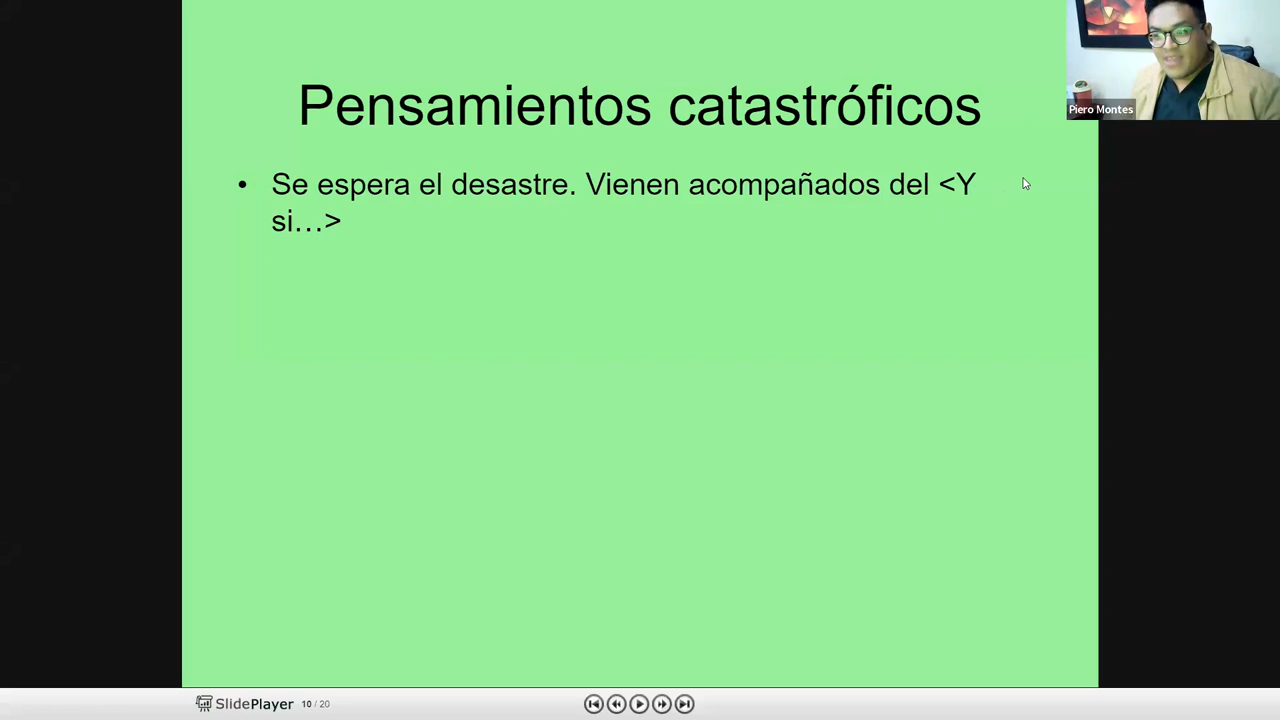 Pensamientos catastróficos
Piero Montes
• Se espera el desastre. Vienen acompañados del <Y
si…>
SlidePlayer 10 / 20